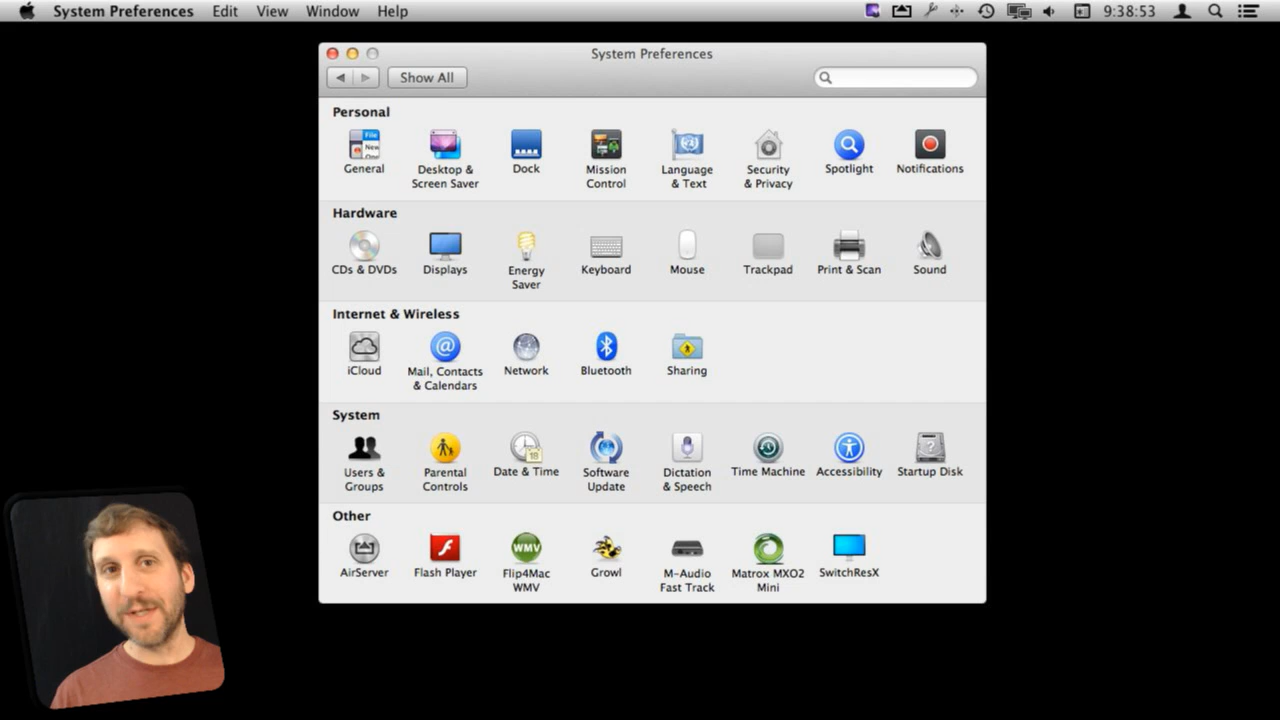 System Preferences Edit View Window Help 9:38:53
System Preferences
Show All
Personal
General
Desktop &
Screen Saver
Dock
Mission
Control
Language
& Text
Security
& Privacy
Spotlight
Notifications
Hardware
CDs & DVDs
Displays
Energy
Saver
Keyboard
Mouse
Trackpad
Print & Scan
Sound
Internet & Wireless
iCloud
Mail, Contacts
& Calendars
Network
Bluetooth
Sharing
System
Users &
Groups
Parental
Controls
Date & Time
Software
Update
Dictation
& Speech
Time Machine
Accessibility
Startup Disk
Other
AirServer
Flash Player
Flip4Mac
WMV
Growl
M-Audio
Fast Track
Matrox MXO2
Mini
SwitchResX
File
New
WMV
18